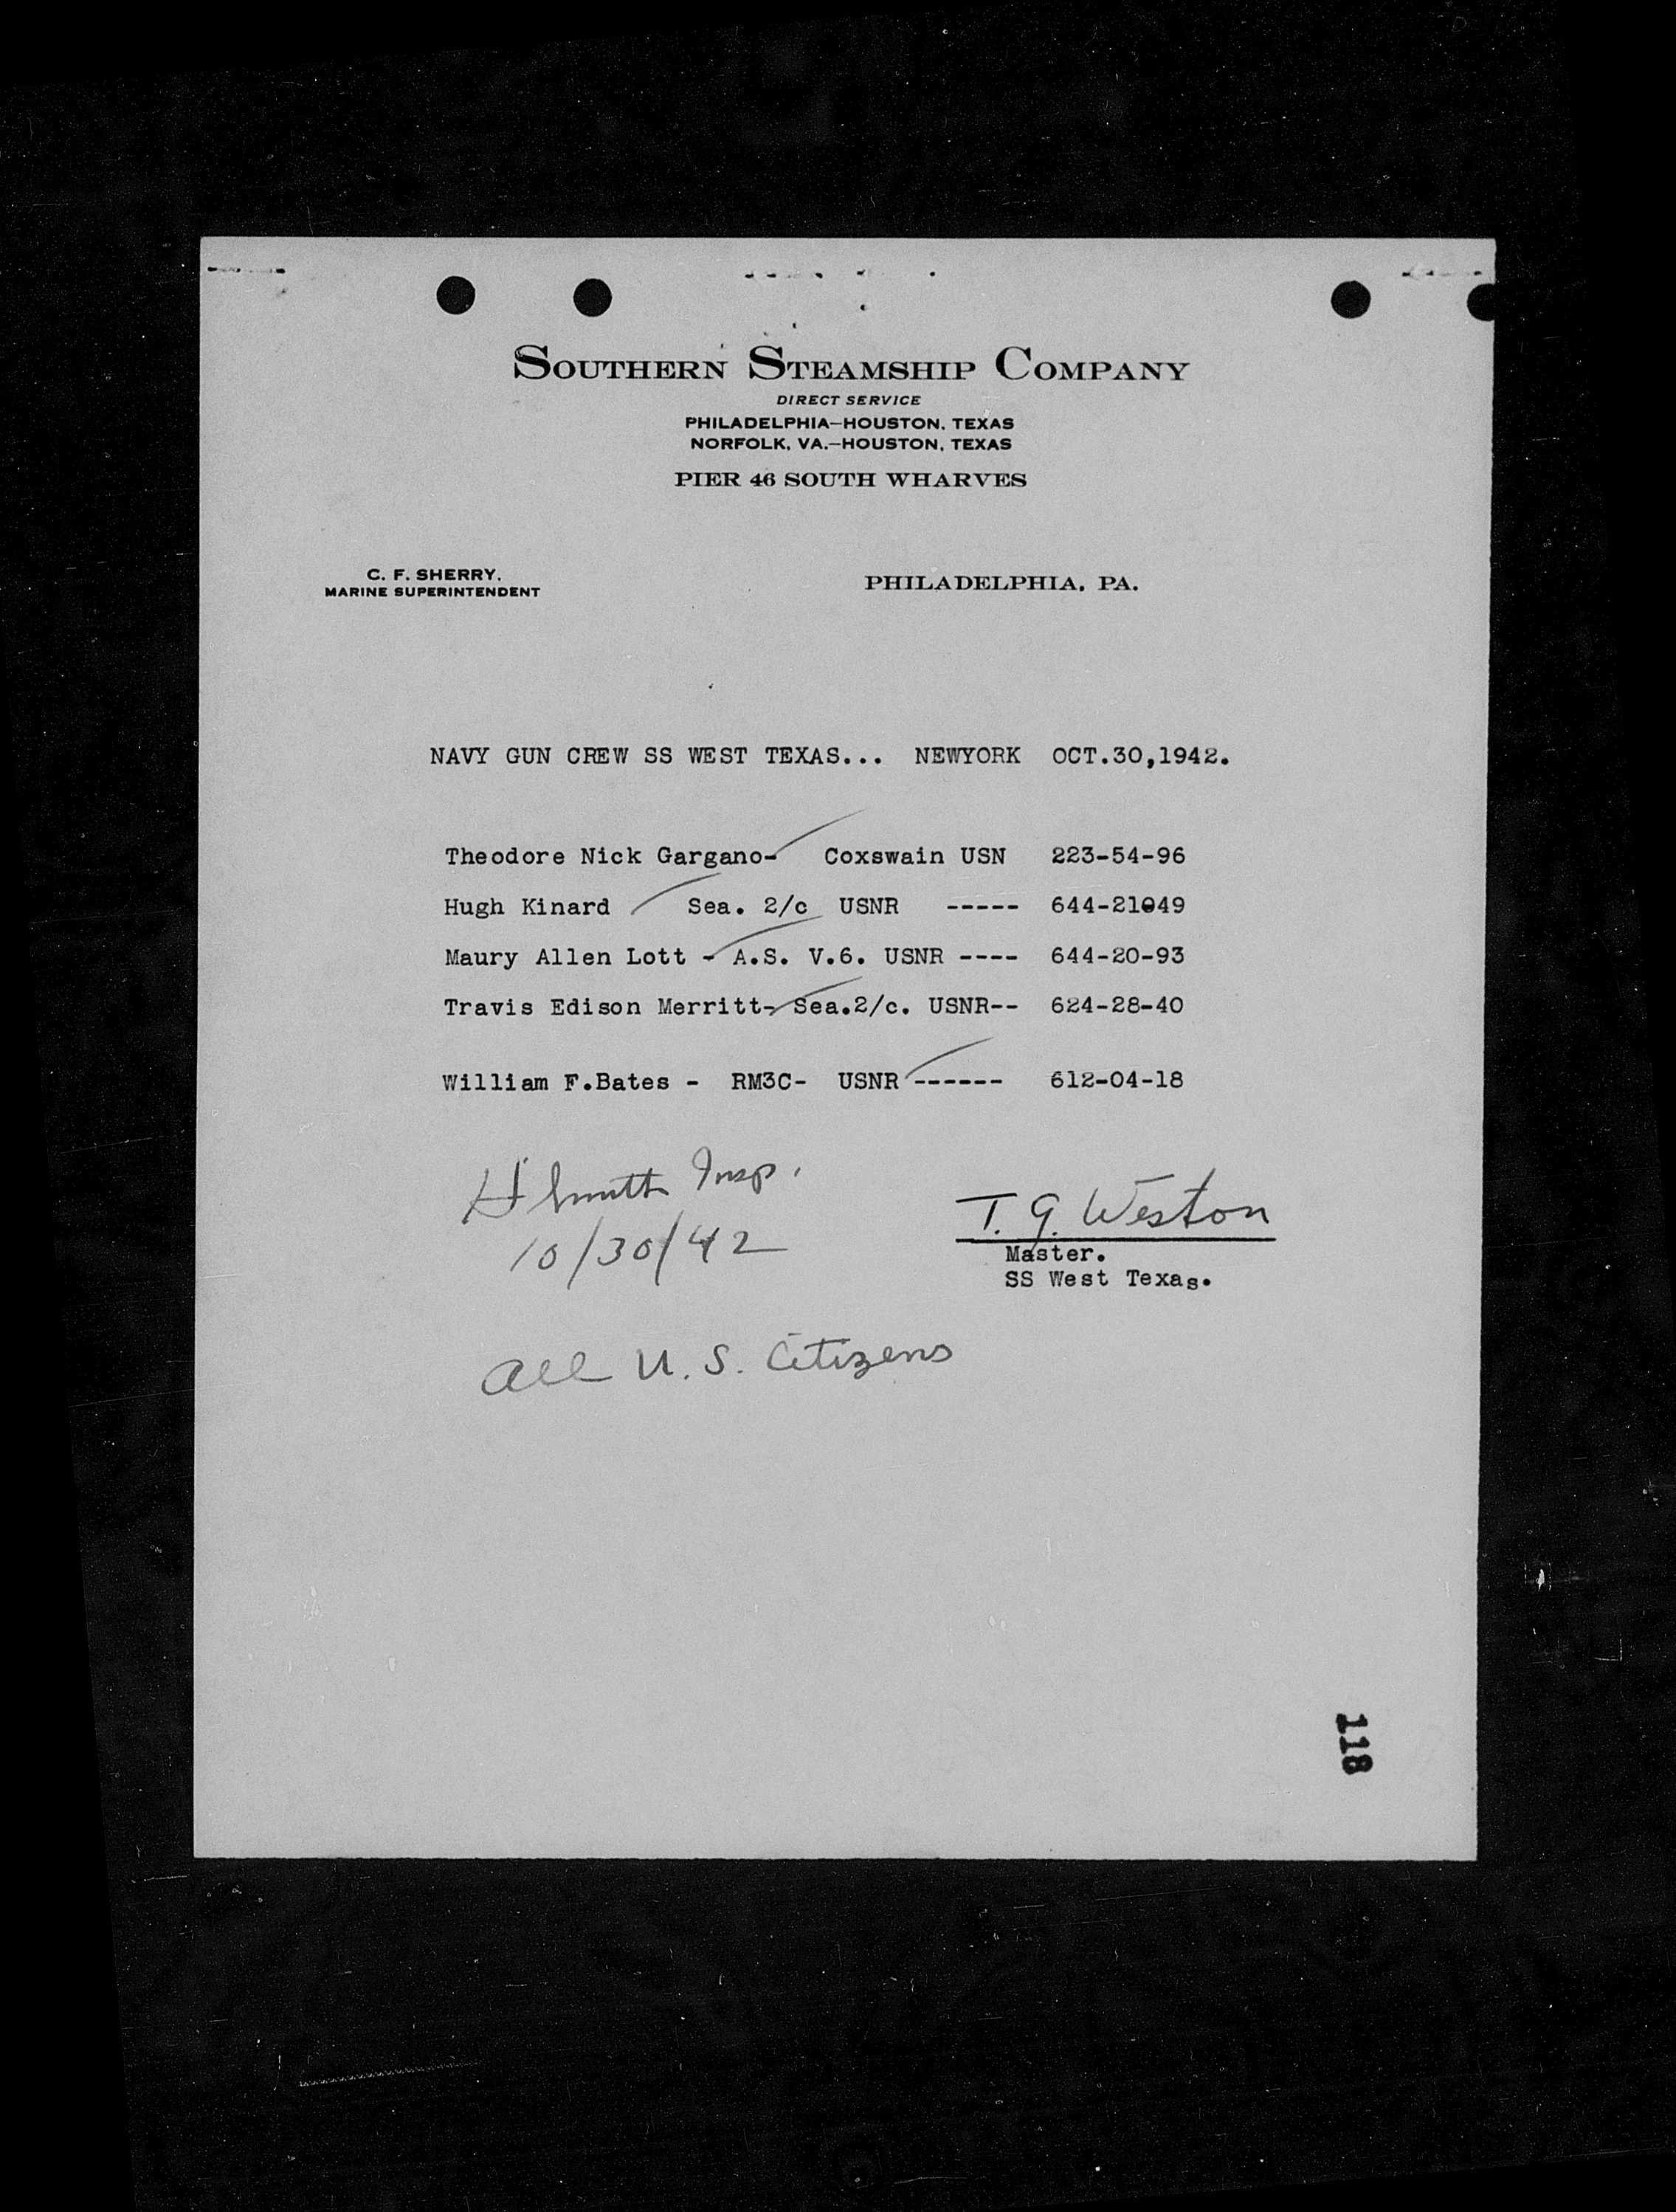 SOUTHERN STEAMSHIP COMPANY
DIRECT SERVICE
PHILADELPHIA—HOUSTON, TEXAS
NORFOLK, VA.—HOUSTON, TEXAS
PIER 46 SOUTH WHARVES
C. F. SHERRY,
MARINE SUPERINTENDENT
PHILADELPHIA, PA.
NAVY GUN CREW SS WEST TEXAS... NEWYORK OCT.30,1942.
Theodore Nick Gargano- Coxswain USN 223-54-96
Hugh Kinard Sea. 2/c USNR ----- 644-21049
Maury Allen Lott - A.S. V.6. USNR ---- 644-20-93
Travis Edison Merritt- Sea.2/c. USNR-- 624-28-40
William F.Bates - RM3C- USNR ------ 612-04-18
H Smith Insp.
10/30/42
T. G. Weston
Master.
SS West Texas.
All U.S. Citizens
118